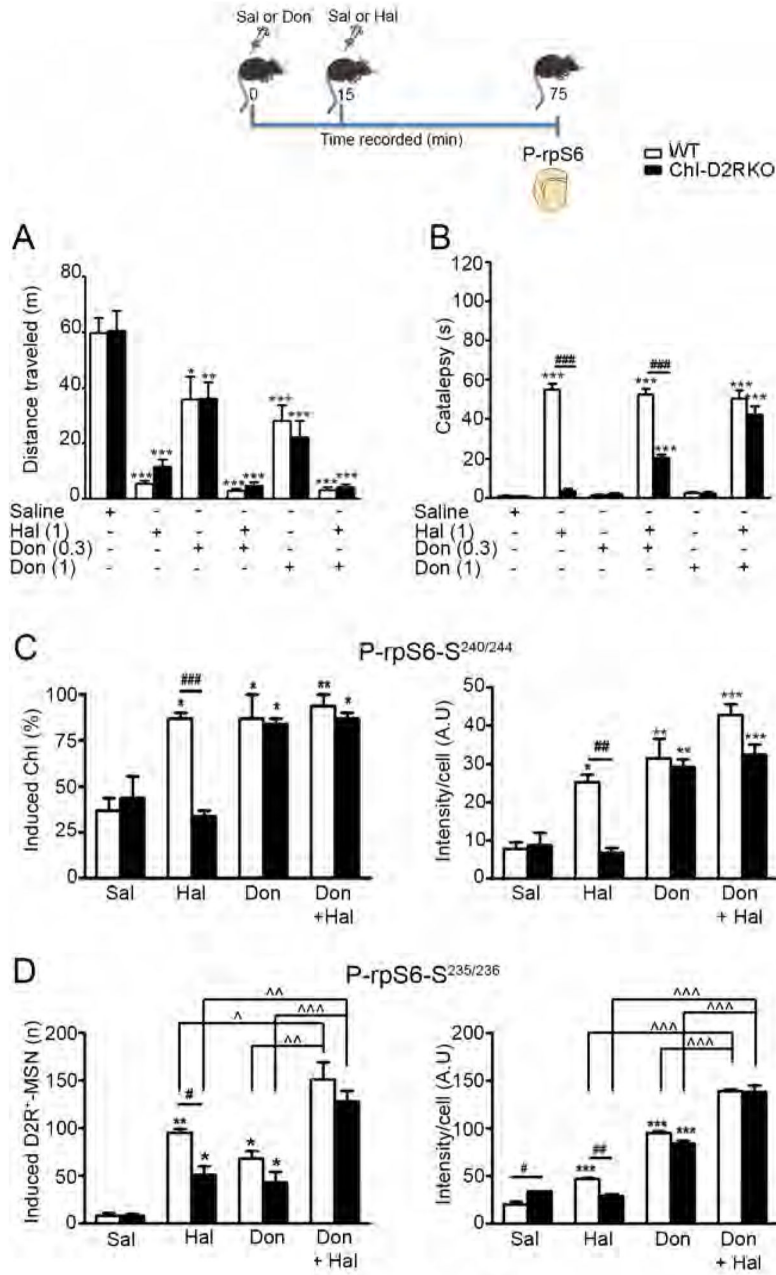 Sal or Don Sal or Hal
0 15 75
Time recorded (min)
P-rpS6
WT
ChI-D2RKO
A
Distance traveled (m)
80
60
40
20
0
*** *** * ** *** *** *** *** *** ***
Saline + - - - - -
Hal (1) - + - + - +
Don (0.3) - - + + - -
Don (1) - - - - + +
B
Catalepsy (s)
120
100
80
60
40
20
0
*** ### *** ### *** *** ***
Saline + - - - - -
Hal (1) - + - + - +
Don (0.3) - - + + - -
Don (1) - - - - + +
C
P-rpS6-S240/244
Induced ChI (%)
100
75
50
25
0
* ### * * ** *
Sal Hal Don Don
+Hal
Intensity/cell (A.U)
50
40
30
20
10
0
* ## ** ** *** ***
Sal Hal Don Don
+ Hal
D
P-rpS6-S235/236
Induced D2R+-MSN (n)
200
150
100
50
0
^^
^^^
^
^^
# ** * * *
Sal Hal Don Don
+ Hal
Intensity/cell (A.U)
200
150
100
50
0
^^^
^^^
^^^
^^^
# *** ## *** ***
Sal Hal Don Don
+ Hal